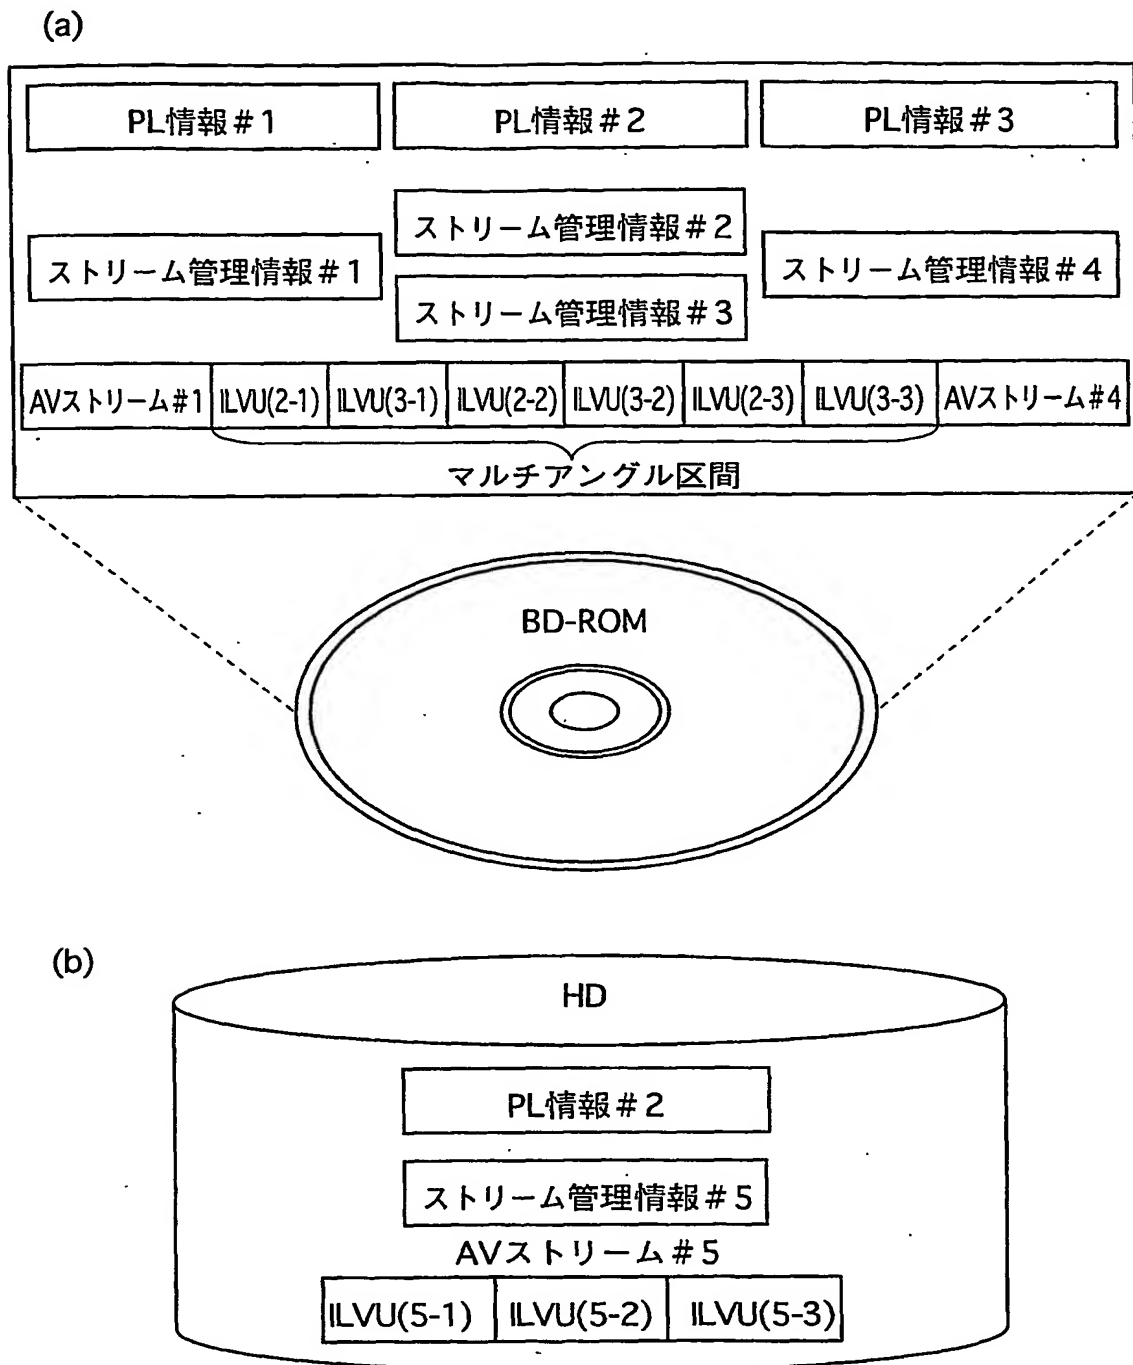 (a)
PL情報#1 PL情報#2 PL情報#3
ストリーム管理情報#2
ストリーム管理情報#1 ストリーム管理情報#4
ストリーム管理情報#3
AVストリーム#1 ILVU(2-1) ILVU(3-1) ILVU(2-2) ILVU(3-2) ILVU(2-3) ILVU(3-3) AVストリーム#4
マルチアングル区間
BD-ROM
(b)
HD
PL情報#2
ストリーム管理情報#5
AVストリーム#5
ILVU(5-1) ILVU(5-2) ILVU(5-3)